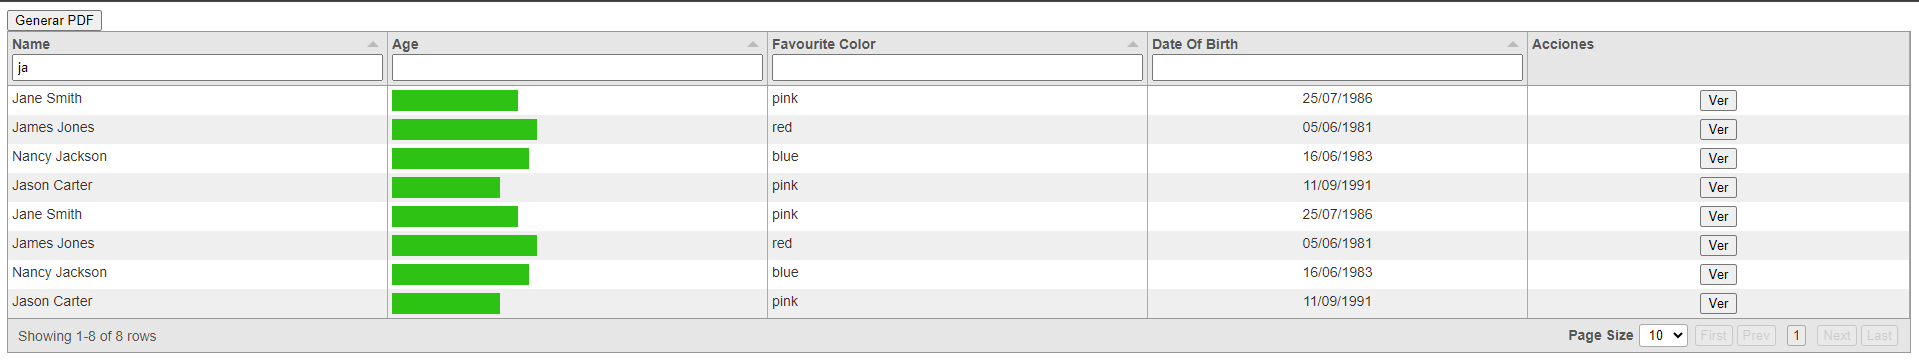 Generar PDF
Name Age Favourite Color Date Of Birth Acciones
ja
Jane Smith pink 25/07/1986 Ver
James Jones red 05/06/1981 Ver
Nancy Jackson blue 16/06/1983 Ver
Jason Carter pink 11/09/1991 Ver
Jane Smith pink 25/07/1986 Ver
James Jones red 05/06/1981 Ver
Nancy Jackson blue 16/06/1983 Ver
Jason Carter pink 11/09/1991 Ver
Showing 1-8 of 8 rows Page Size 10 First Prev 1 Next Last